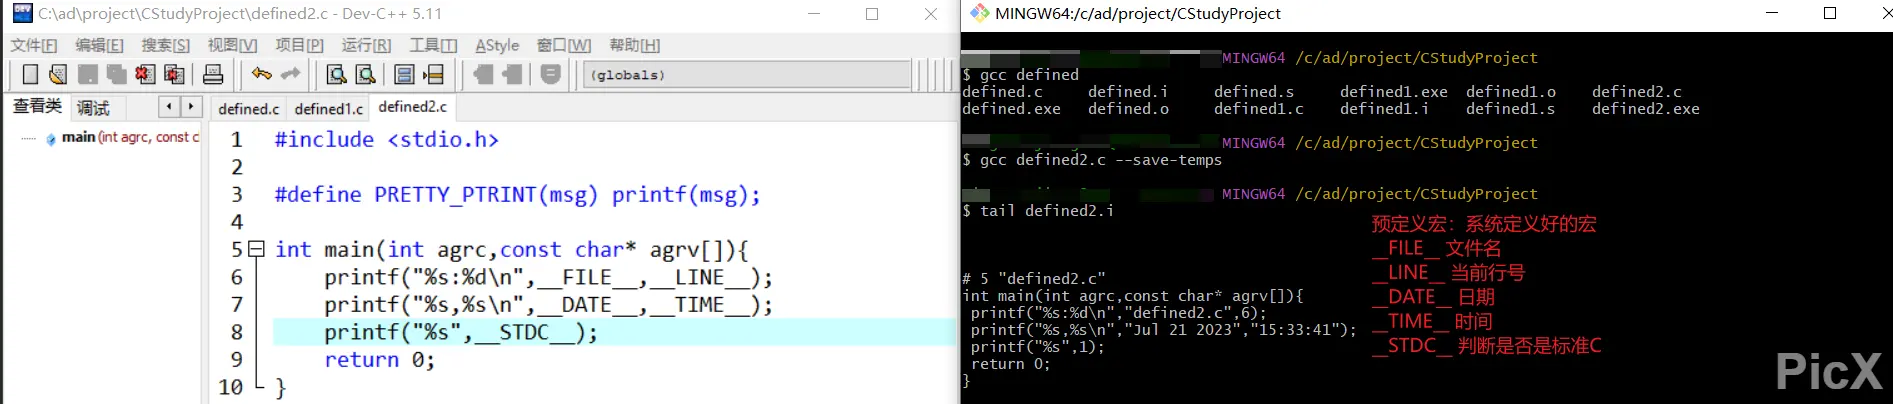 C:\ad\project\CStudyProject\defined2.c - Dev-C++ 5.11
文件[F] 编辑[E] 搜索[S] 视图[V] 项目[P] 运行[R] 工具[T] AStyle 窗口[W] 帮助[H]
(globals)
查看类 调试
defined.c defined1.c defined2.c
main (int agrc, const c
1 #include <stdio.h>
2
3 #define PRETTY_PTRINT(msg) printf(msg);
4
5 int main(int agrc,const char* agrv[]){
6 printf("%s:%d\n",__FILE__,__LINE__);
7 printf("%s,%s\n",__DATE__,__TIME__);
8 printf("%s",__STDC__);
9 return 0;
10 }
MINGW64:/c/ad/project/CStudyProject
MINGW64 /c/ad/project/CStudyProject
$ gcc defined
defined.c defined.i defined.s defined1.exe defined1.o defined2.c
defined.exe defined.o defined1.c defined1.i defined1.s defined2.exe
MINGW64 /c/ad/project/CStudyProject
$ gcc defined2.c --save-temps
MINGW64 /c/ad/project/CStudyProject
$ tail defined2.i
# 5 "defined2.c"
int main(int agrc,const char* agrv[]){
printf("%s:%d\n","defined2.c",6);
printf("%s,%s\n","Jul 21 2023","15:33:41");
printf("%s",1);
return 0;
}
预定义宏：系统定义好的宏
__FILE__ 文件名
__LINE__ 当前行号
__DATE__ 日期
__TIME__ 时间
__STDC__ 判断是否是标准C
PicX